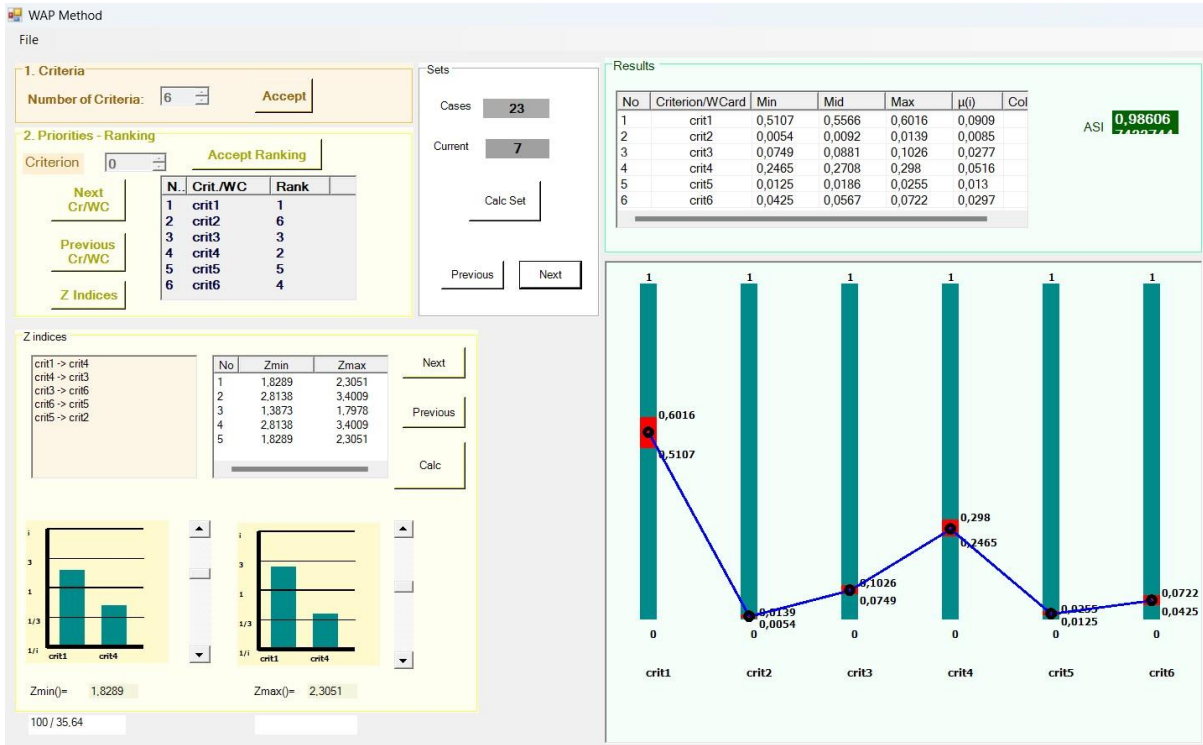 WAP Method
File
1. Criteria
Number of Criteria: 6 Accept
2. Priorities - Ranking
Criterion 0 Accept Ranking
Next Cr/WC
Previous Cr/WC
Z Indices
N.. Crit./WC Rank
1 crit1 1
2 crit2 6
3 crit3 3
4 crit4 2
5 crit5 5
6 crit6 4
Sets
Cases 23
Current 7
Calc Set
Previous Next
Results
No Criterion/WCard Min Mid Max µ(i) Col
1 crit1 0,5107 0,5566 0,6016 0,0909
2 crit2 0,0054 0,0092 0,0139 0,0085
3 crit3 0,0749 0,0881 0,1026 0,0277
4 crit4 0,2465 0,2708 0,298 0,0516
5 crit5 0,0125 0,0186 0,0255 0,013
6 crit6 0,0425 0,0567 0,0722 0,0297
ASI 0,98606
Z indices
crit1 -> crit4
crit4 -> crit3
crit3 -> crit6
crit6 -> crit5
crit5 -> crit2
No Zmin Zmax
1 1,8289 2,3051
2 2,8138 3,4009
3 1,3873 1,7978
4 2,8138 3,4009
5 1,8289 2,3051
Next
Previous
Calc
i
3
1
1/3
1/i
crit1 crit4
i
3
1
1/3
1/i
crit1 crit4
Zmin()= 1,8289 Zmax()= 2,3051
100 / 35,64
1 1 1 1 1 1
0,6016
0,5107
0,0139
0,0054
0,1026
0,0749
0,298
0,2465
0,0255
0,0125
0,0722
0,0425
0 0 0 0 0 0
crit1 crit2 crit3 crit4 crit5 crit6